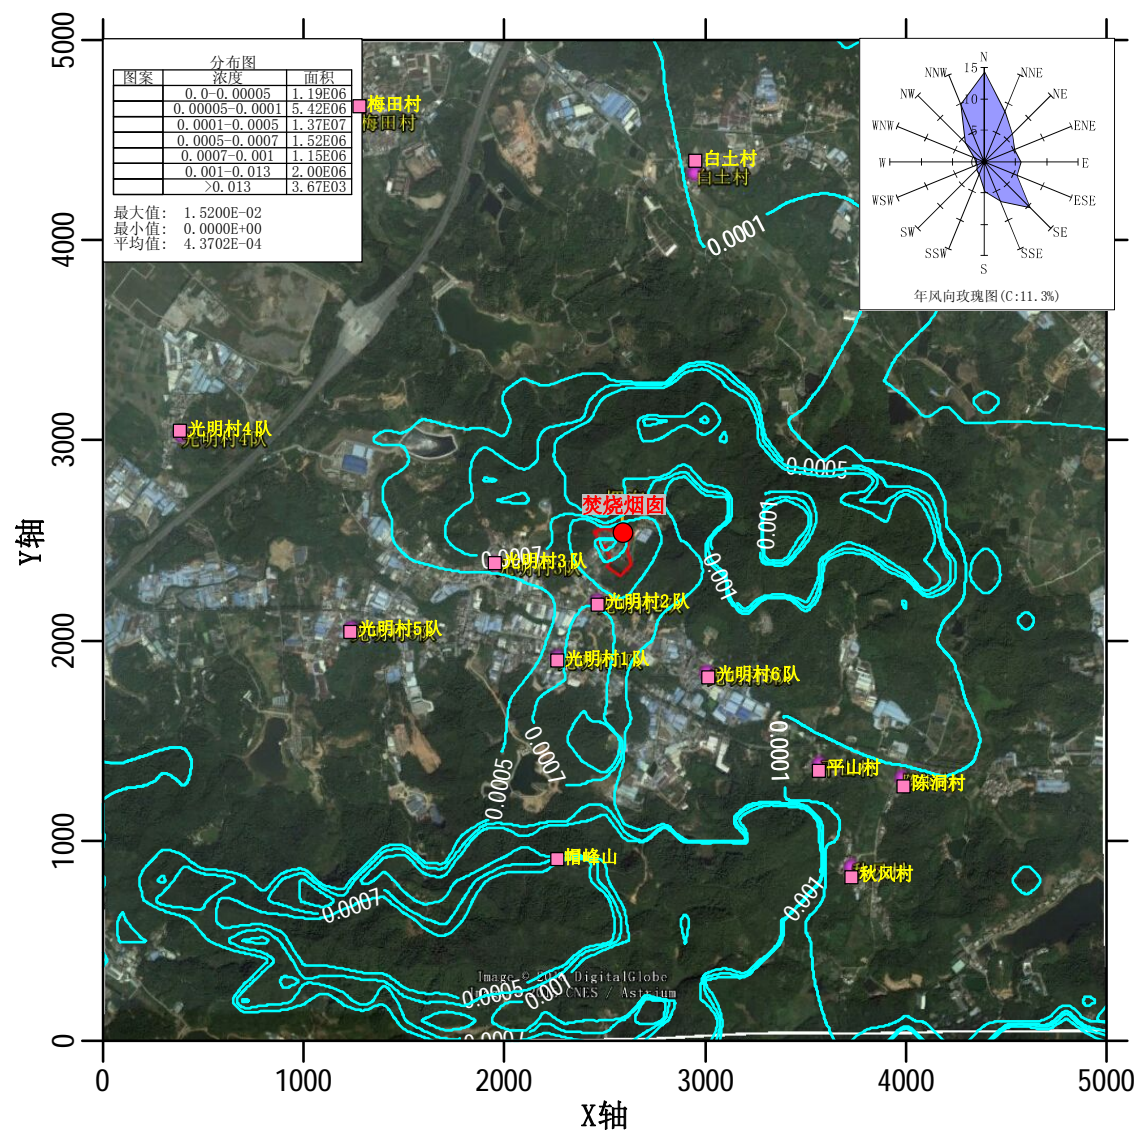 分布图
图案 浓度 面积
0.0-0.00005 1.19E06
0.00005-0.0001 5.42E06
0.0001-0.0005 1.37E07
0.0005-0.0007 1.52E06
0.0007-0.001 1.15E06
0.001-0.013 2.00E06
>0.013 3.67E03
最大值: 1.5200E-02
最小值: 0.0000E+00
平均值: 4.3702E-04
N
NNE
NE
ENE
E
ESE
SE
SSE
S
SSW
SW
WSW
W
WNW
NW
NNW
15
10
5
0
年风向玫瑰图(C:11.3%)
梅田村
梅田村
白土村
白土村
0.0001
光明村4队
光明村4队
0.0005
焚烧烟囱
0.001
0.0007
光明村3队
光明村3队
0.001
光明村2队
光明村5队
光明村1队
光明村6队
0.0001
0.0007
0.0005
平山村
陈洞村
帽峰山
秋风村
0.0007
0.001
Image © DigitalGlobe
CNES / Astrium
0.0005
0.001
Y轴
5000
4000
3000
2000
1000
0
0 1000 2000 3000 4000 5000
X轴